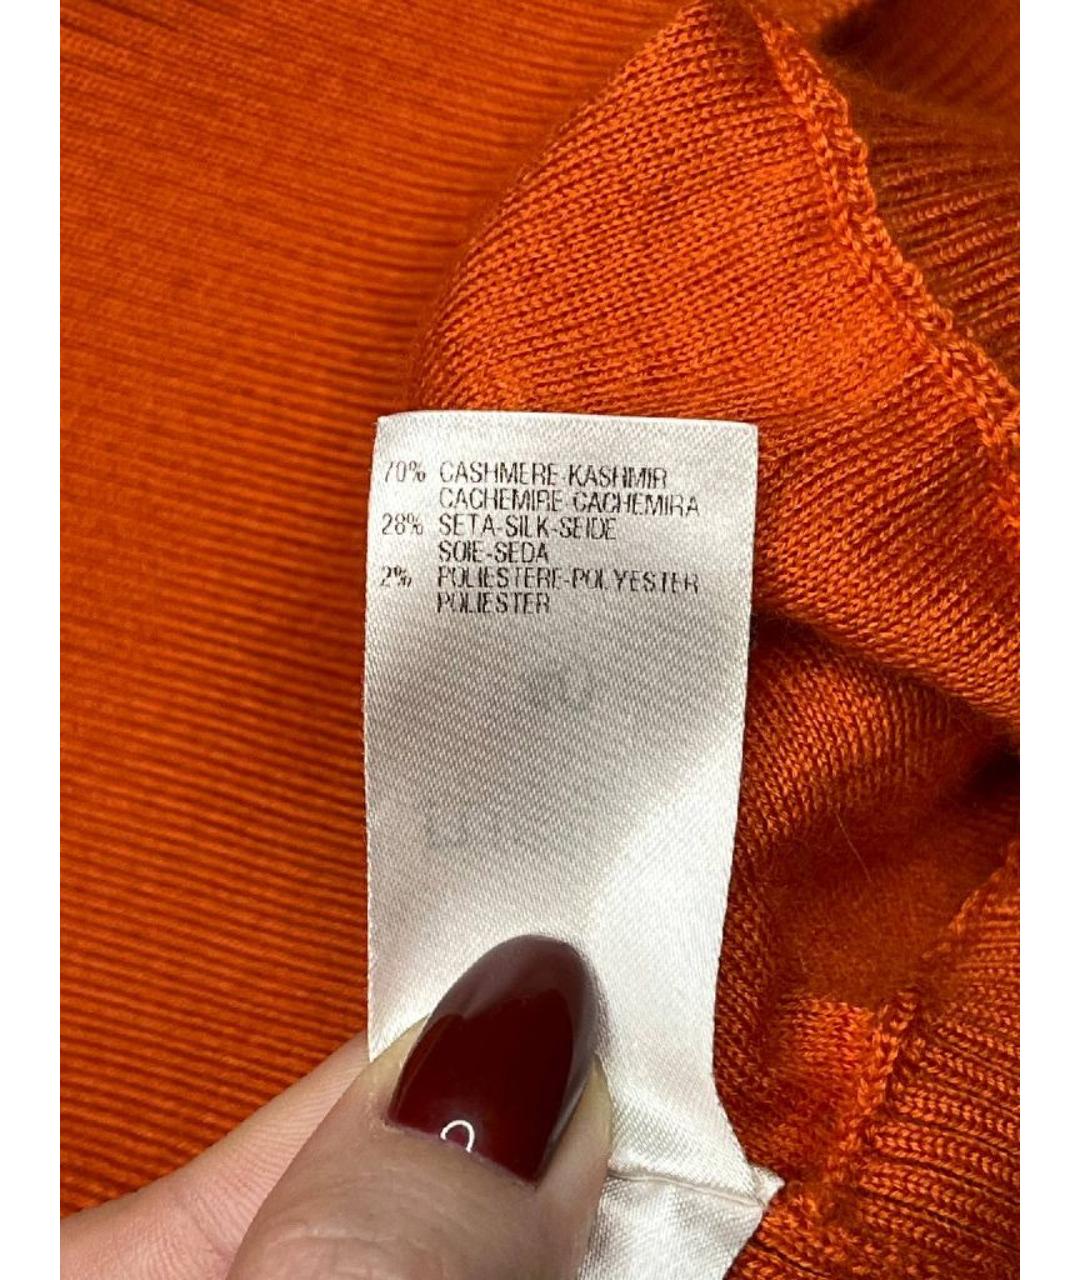 70% CASHMERE-KASHMIR
CACHEMIRE-CACHEMIRA
28% SETA-SILK-SEIDE
SOIE-SEDA
2% POLIESTERE-POLYESTER
POLIESTER